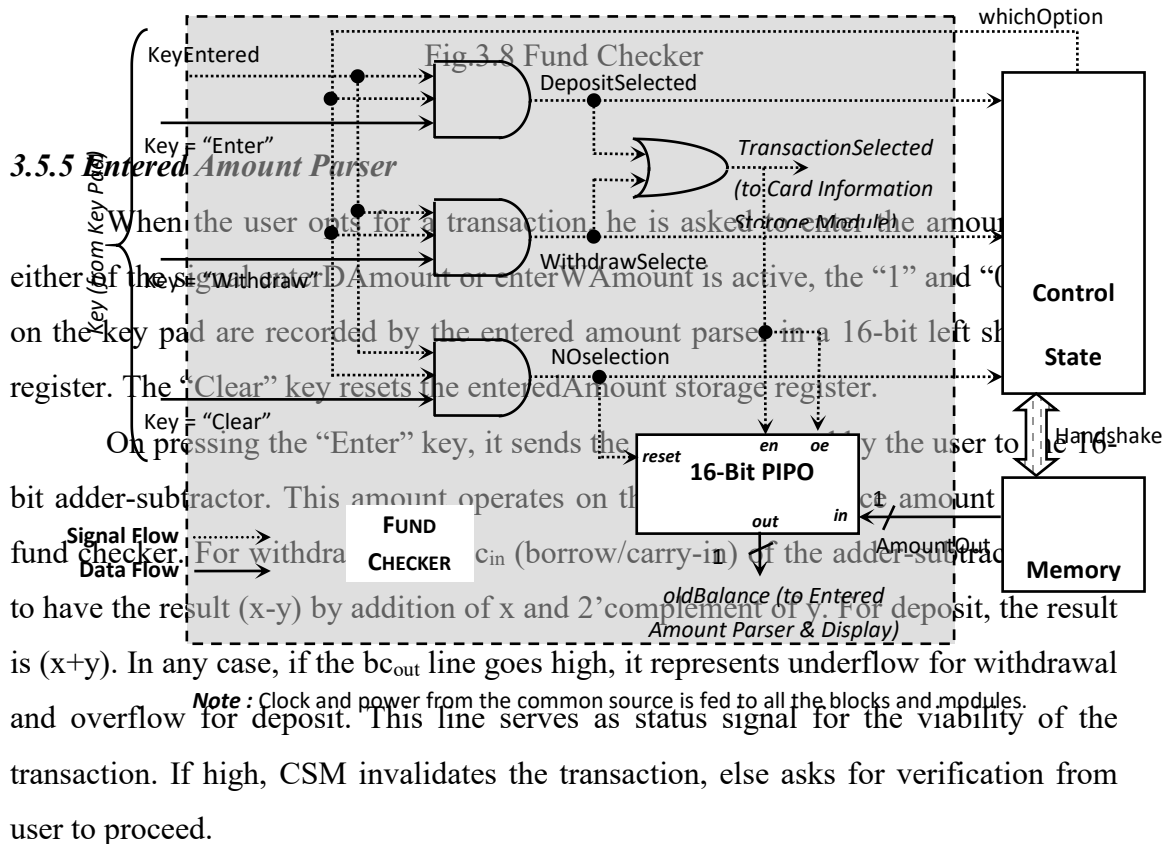 whichOption
Fig.3.8 Fund Checker
KeyEntered
DepositSelected
Control
State
Key = "Enter"
3.5.5 Entered Amount Parser
TransactionSelected
(to Card Information
Storage Module)
Key (from Key Pad)
When the user opts for a transaction, he is asked to enter the
WithdrawSelecte
either of the signal enterDAmount or enterWAmount is active, the “1” and
Key = "Withdraw"
on the key pad are recorded by the entered amount parser in a 16-bit left
NOselection
register. The “Clear” key resets the enteredAmount storage register.
Key = “Clear”
On pressing the “Enter” key, it sends the by the user to the 16-
Handshake
reset
en
oe
16-Bit PIPO
out
in
bit adder-subtractor. This amount operates on amount
1
AmountOut
Memory
Signal Flow
Data Flow
FUND
CHECKER
fund checker. For cin (borrow/carry-in) of the
1
to have the result (x-y) by addition of x and 2’complement of y. For deposit, the result
oldBalance (to Entered
Amount Parser & Display)
is (x+y). In any case, if the bcout line goes high, it represents underflow for withdrawal
Note : Clock and power from the common source is fed to all the blocks and modules.
and overflow for deposit. This line serves as status signal for the viability of the
transaction. If high, CSM invalidates the transaction, else asks for verification from
user to proceed.